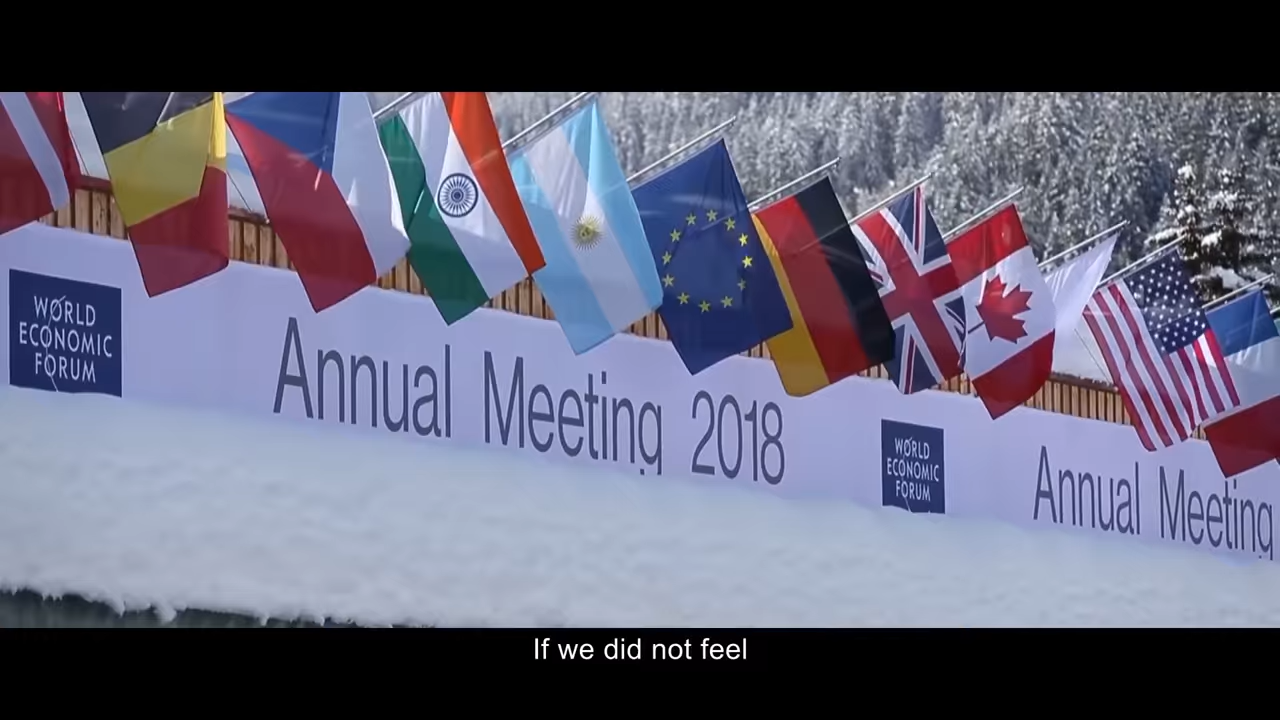 WORLD
ECONOMIC
FORUM
Annual Meeting 2018
WORLD
ECONOMIC
FORUM
Annual Meeting
If we did not feel